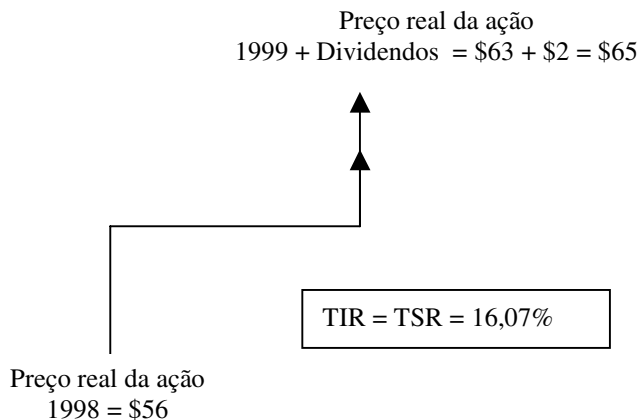 Preço real da ação
1999 + Dividendos = $63 + $2 = $65
TIR = TSR = 16,07%
Preço real da ação
1998 = $56